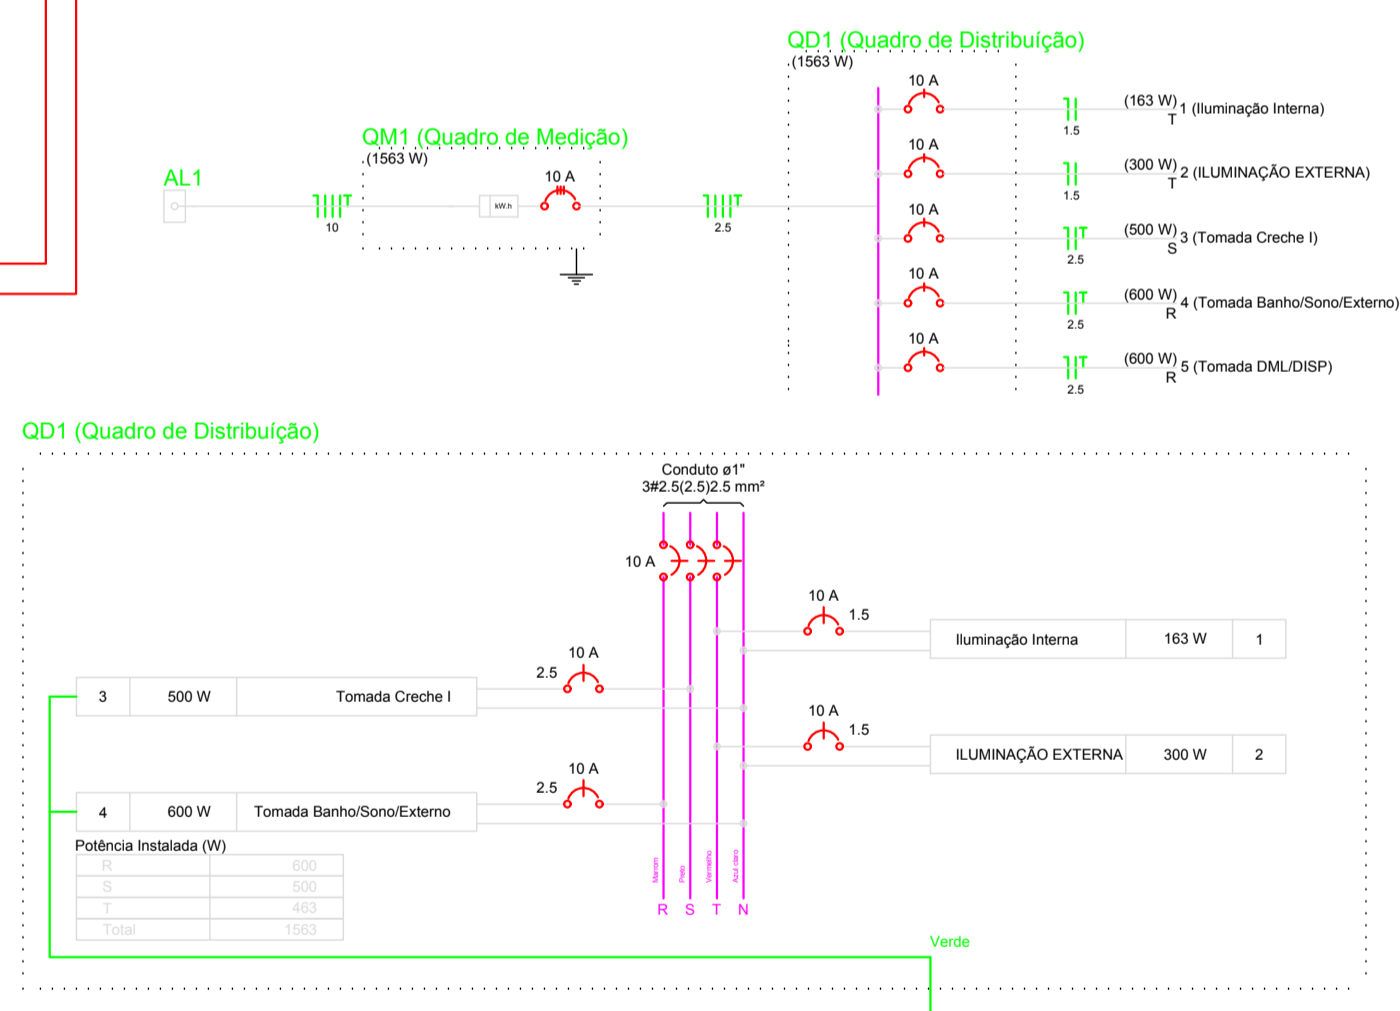 QD1 (Quadro de Distribuíção)
(1563 W)
10 A
(163 W)
1 (Iluminação Interna)
T
1.5
10 A
(300 W)
2 (ILUMINAÇÃO EXTERNA)
T
1.5
10 A
(500 W)
3 (Tomada Creche I)
S
2.5
10 A
(600 W)
4 (Tomada Banho/Sono/Externo)
R
2.5
10 A
(600 W)
5 (Tomada DML/DISP)
R
2.5
QM1 (Quadro de Medição)
(1563 W)
AL1
10
kW.h
10 A
2.5
QD1 (Quadro de Distribuíção)
Conduto ø1"
3#2.5(2.5)2.5 mm²
10 A
10 A
1.5
Iluminação Interna 163 W 1
10 A
2.5
3 500 W Tomada Creche I
10 A
1.5
ILUMINAÇÃO EXTERNA 300 W 2
10 A
2.5
4 600 W Tomada Banho/Sono/Externo
Potência Instalada (W)
R 600
S 500
T 463
Total 1563
Marrom
Preto
Vermelho
Azul claro
R S T N
Verde